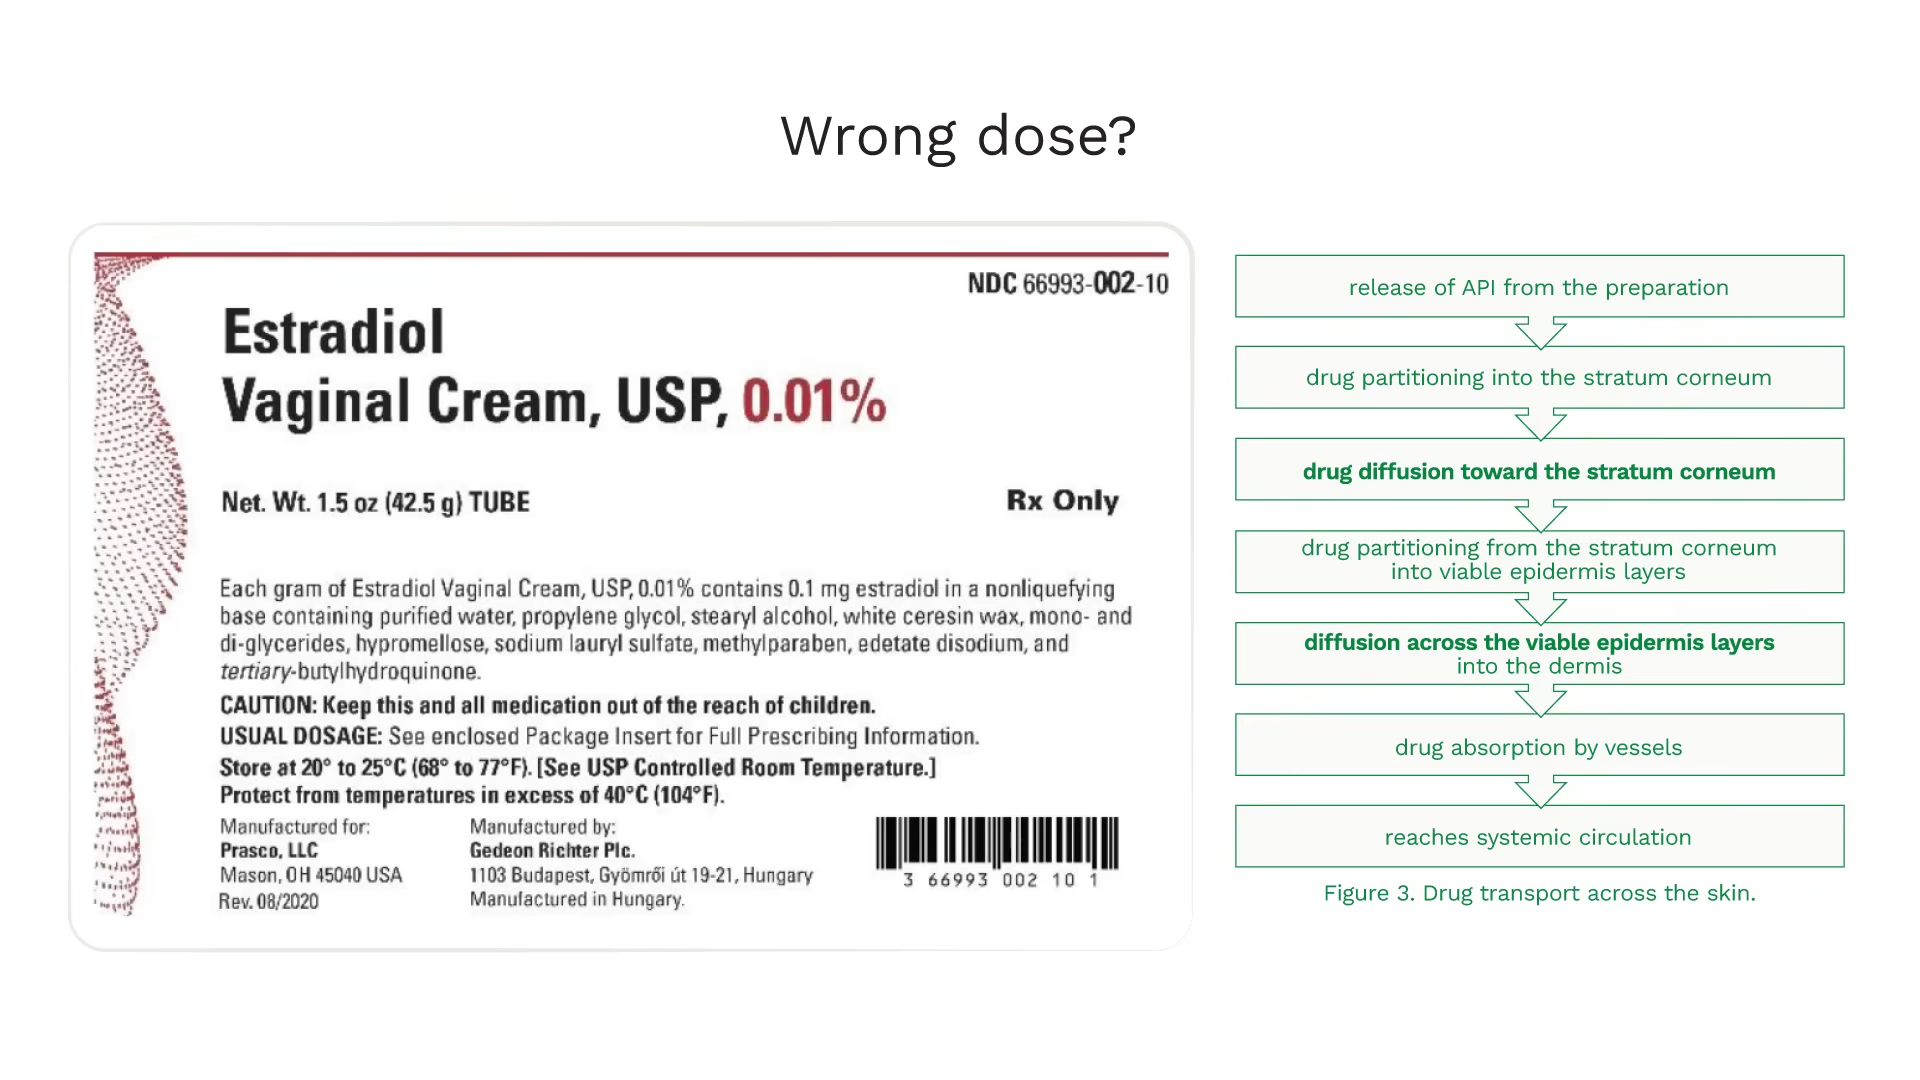 Wrong dose?
NDC 66993-002-10
Estradiol
Vaginal Cream, USP, 0.01%
Net. Wt. 1.5 oz (42.5 g) TUBE
Rx Only
Each gram of Estradiol Vaginal Cream, USP, 0.01% contains 0.1 mg estradiol in a nonliquefying
base containing purified water, propylene glycol, stearyl alcohol, white ceresin wax, mono- and
di-glycerides, hypromellose, sodium lauryl sulfate, methylparaben, edetate disodium, and
tertiary-butylhydroquinone.
CAUTION: Keep this and all medication out of the reach of children.
USUAL DOSAGE: See enclosed Package Insert for Full Prescribing Information.
Store at 20° to 25°C (68° to 77°F). [See USP Controlled Room Temperature.]
Protect from temperatures in excess of 40°C (104°F).
Manufactured for:
Prasco, LLC
Mason, OH 45040 USA
Rev. 08/2020
Manufactured by:
Gedeon Richter Plc.
1103 Budapest, Gyömrői út 19-21, Hungary
Manufactured in Hungary.
3 66993 002 10 1
release of API from the preparation
drug partitioning into the stratum corneum
drug diffusion toward the stratum corneum
drug partitioning from the stratum corneum
into viable epidermis layers
diffusion across the viable epidermis layers
into the dermis
drug absorption by vessels
reaches systemic circulation
Figure 3. Drug transport across the skin.